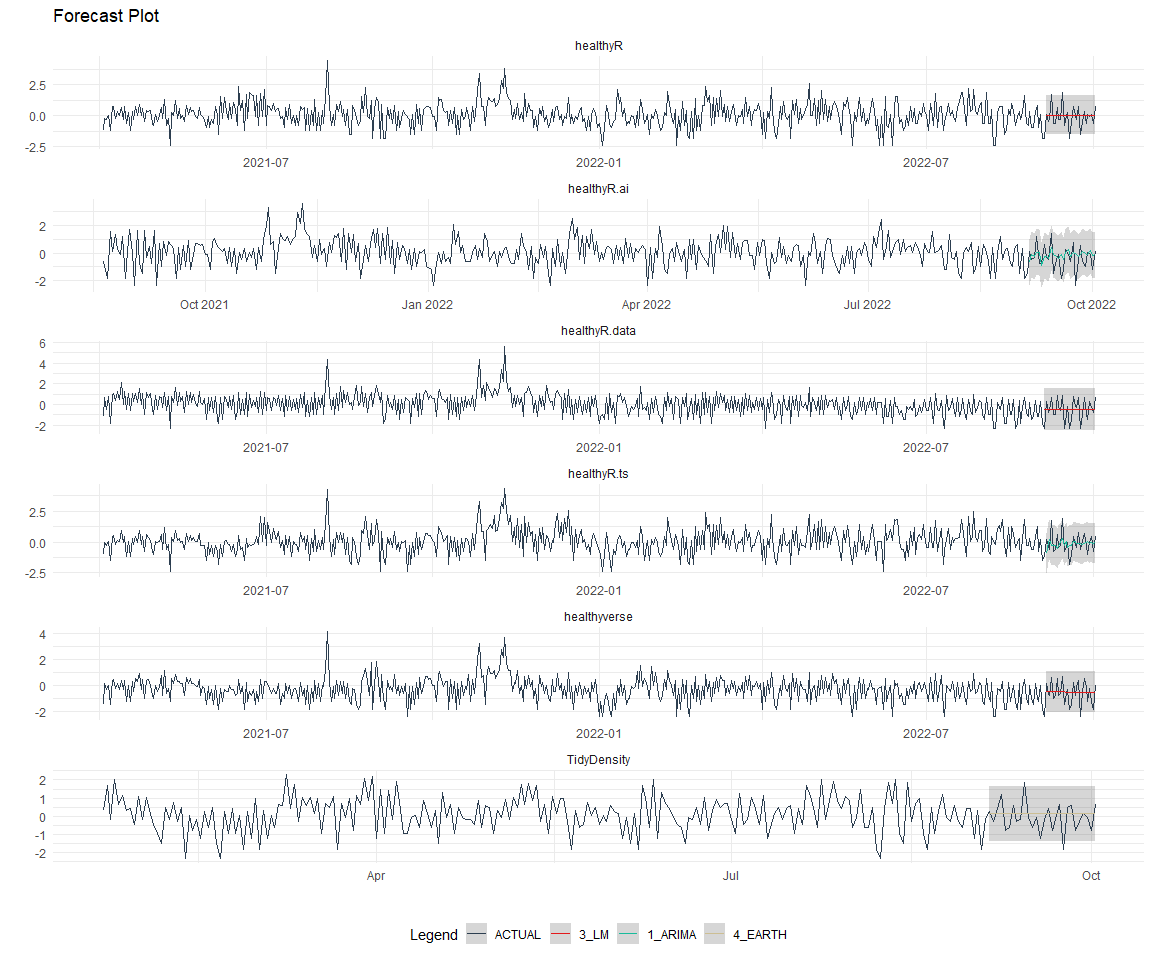 Forecast Plot
healthyR
2.5
0.0
-2.5
2021-07 2022-01 2022-07
healthyR.ai
2
0
-2
Oct 2021 Jan 2022 Apr 2022 Jul 2022 Oct 2022
healthyR.data
6
4
2
0
-2
2021-07 2022-01 2022-07
healthyR.ts
2.5
0.0
-2.5
2021-07 2022-01 2022-07
healthyverse
4
2
0
-2
2021-07 2022-01 2022-07
TidyDensity
2
1
0
-1
-2
Apr Jul Oct
Legend ACTUAL 3_LM 1_ARIMA 4_EARTH